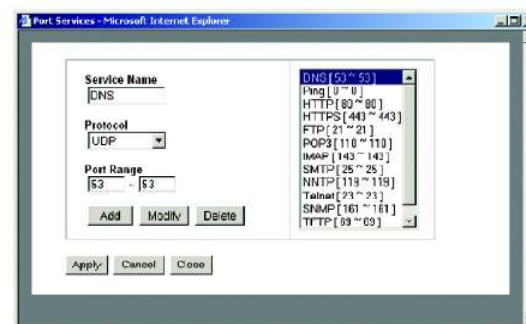 Port Services - Microsoft Internet Explorer
Service Name
DNS
Protocol
UDP
Port Range
53 ~ 53
Add Modify Delete
DNS [53 ~ 53]
Ping [0 ~ 0]
HTTP [80 ~ 80]
HTTPS [443 ~ 443]
FTP [21 ~ 21]
POP3 [110 ~ 110]
IMAP [143 ~ 143]
SMTP [25 ~ 25]
NNTP [119 ~ 119]
Telnet [23 ~ 23]
SNMP [161 ~ 161]
TFTP [69 ~ 69]
Apply Cancel Close